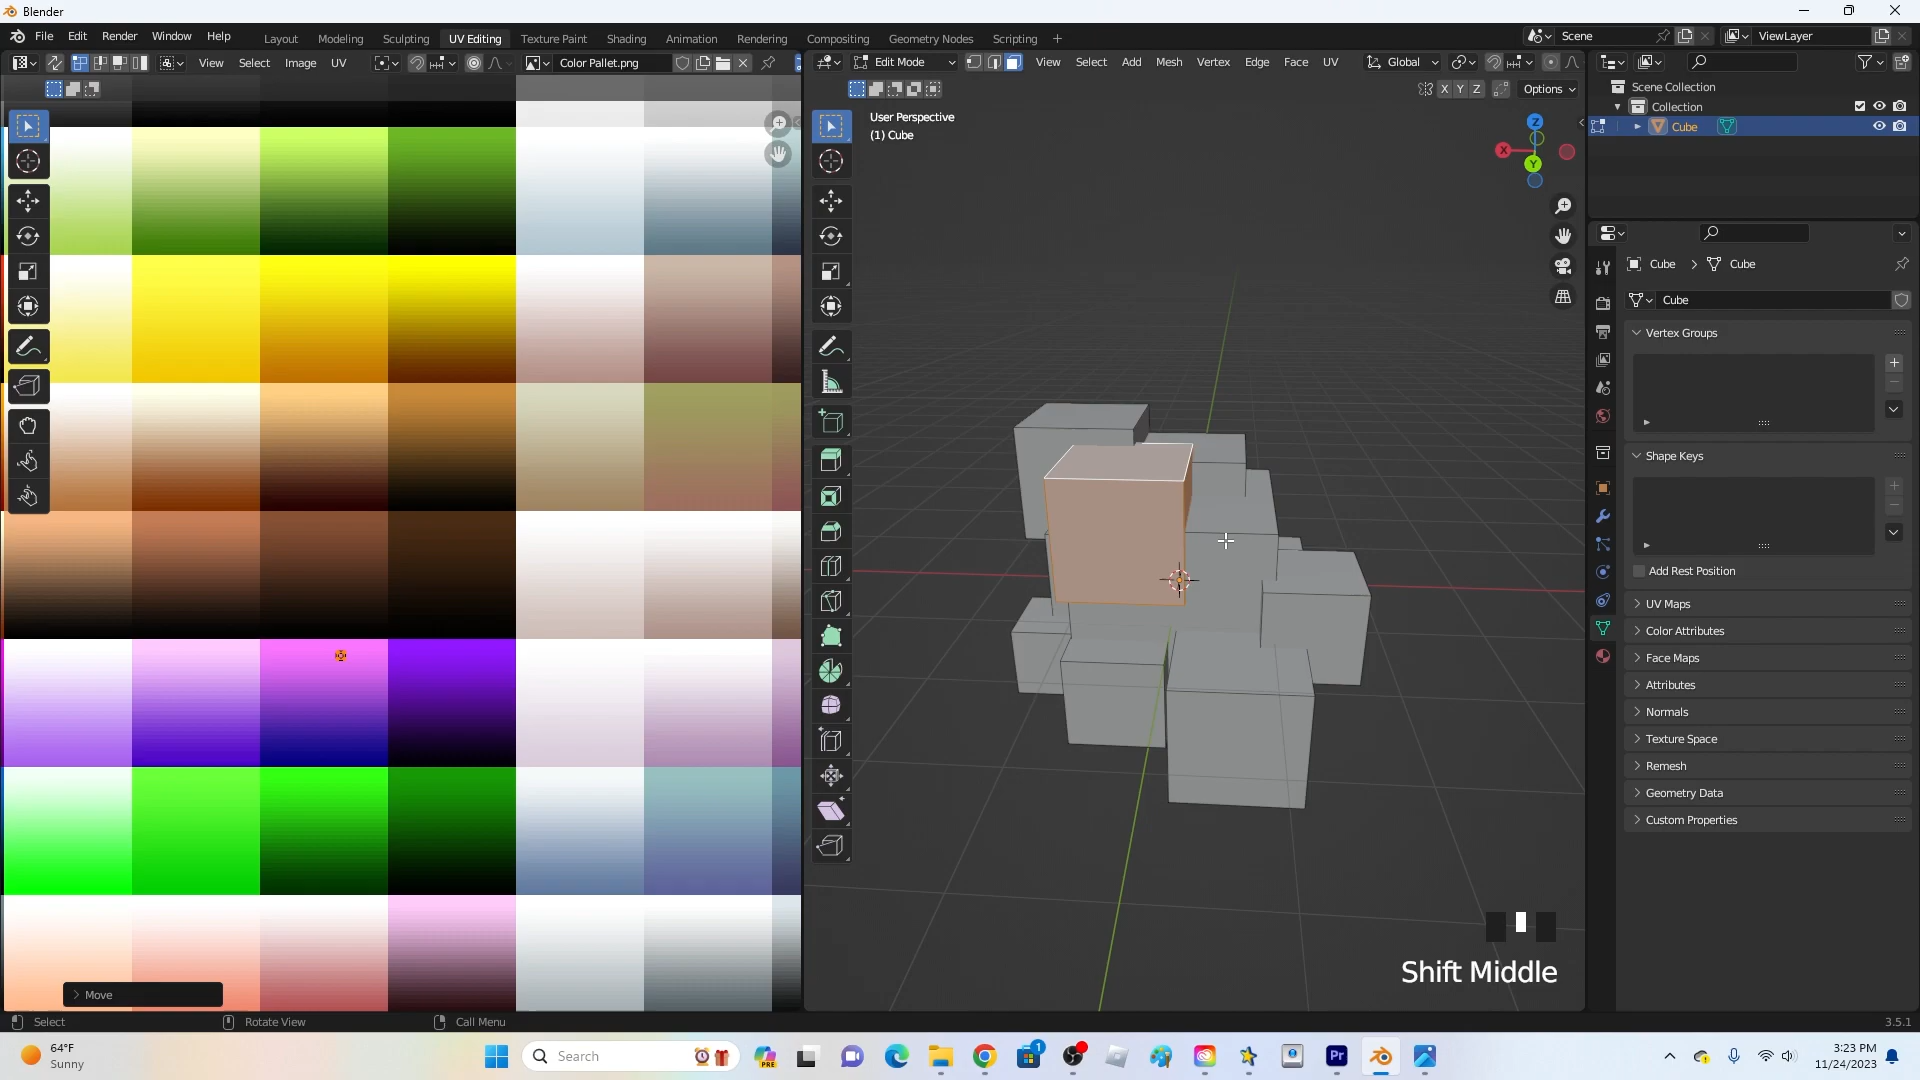 Blender
File Edit Render Window Help Layout Modeling Sculpting UV Editing Texture Paint Shading Animation Rendering Compositing Geometry Nodes Scripting + Scene ViewLayer
View Select Image UV Color Pallet.png Edit Mode View Select Add Mesh Vertex Edge Face UV Global
X Y Z Options
Scene Collection
Collection
Cube
User Perspective
(1) Cube
Z
X
Y
Cube > Cube
Cube
Vertex Groups
Shape Keys
Add Rest Position
UV Maps
Color Attributes
Face Maps
Attributes
Normals
Texture Space
Remesh
Geometry Data
Custom Properties
Shift Middle
> Move
Select Rotate View Call Menu 3.5.1
64°F
Sunny
Search
PRE
1
Pr
3:23 PM
11/24/2023